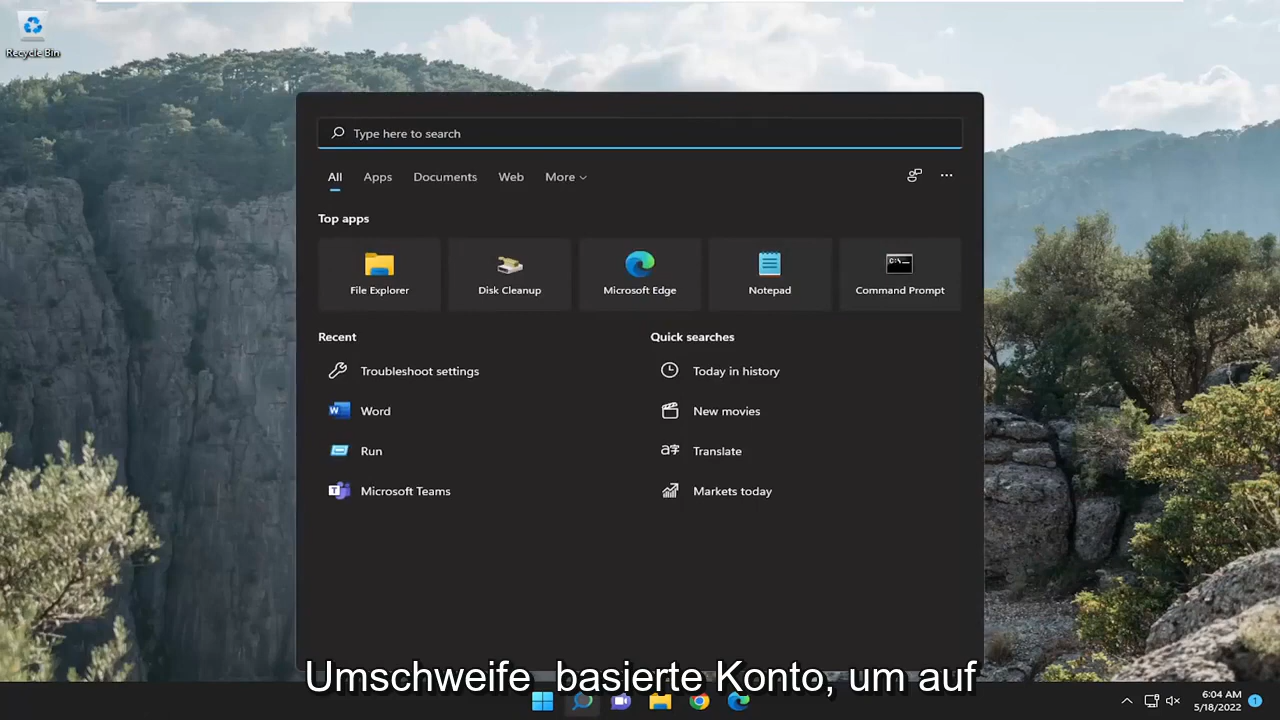 Recycle Bin
Type here to search
All Apps Documents Web More
Top apps
File Explorer Disk Cleanup Microsoft Edge Notepad Command Prompt
Recent Quick searches
Troubleshoot settings Today in history
Word New movies
Run Translate
Microsoft Teams Markets today
Umschweife basierte Konto, um auf
6:04 AM
5/18/2022 1